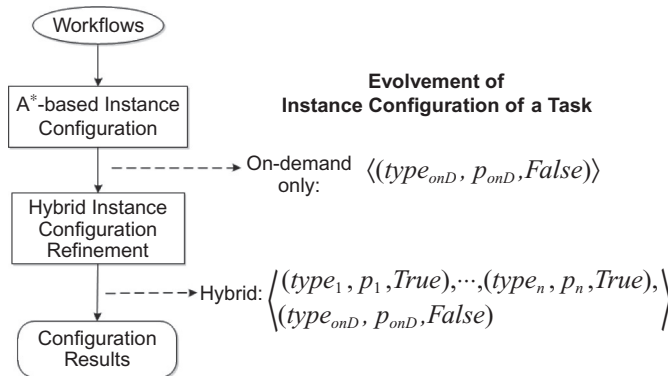 Workflows
A*-based Instance
Configuration
Evolvement of
Instance Configuration of a Task
On-demand
only: ⟨(type_onD, p_onD,False)⟩
Hybrid Instance
Configuration
Refinement
Hybrid: ⟨(type_1, p_1,True),···,(type_n, p_n,True),
(type_onD, p_onD,False)⟩
Configuration
Results